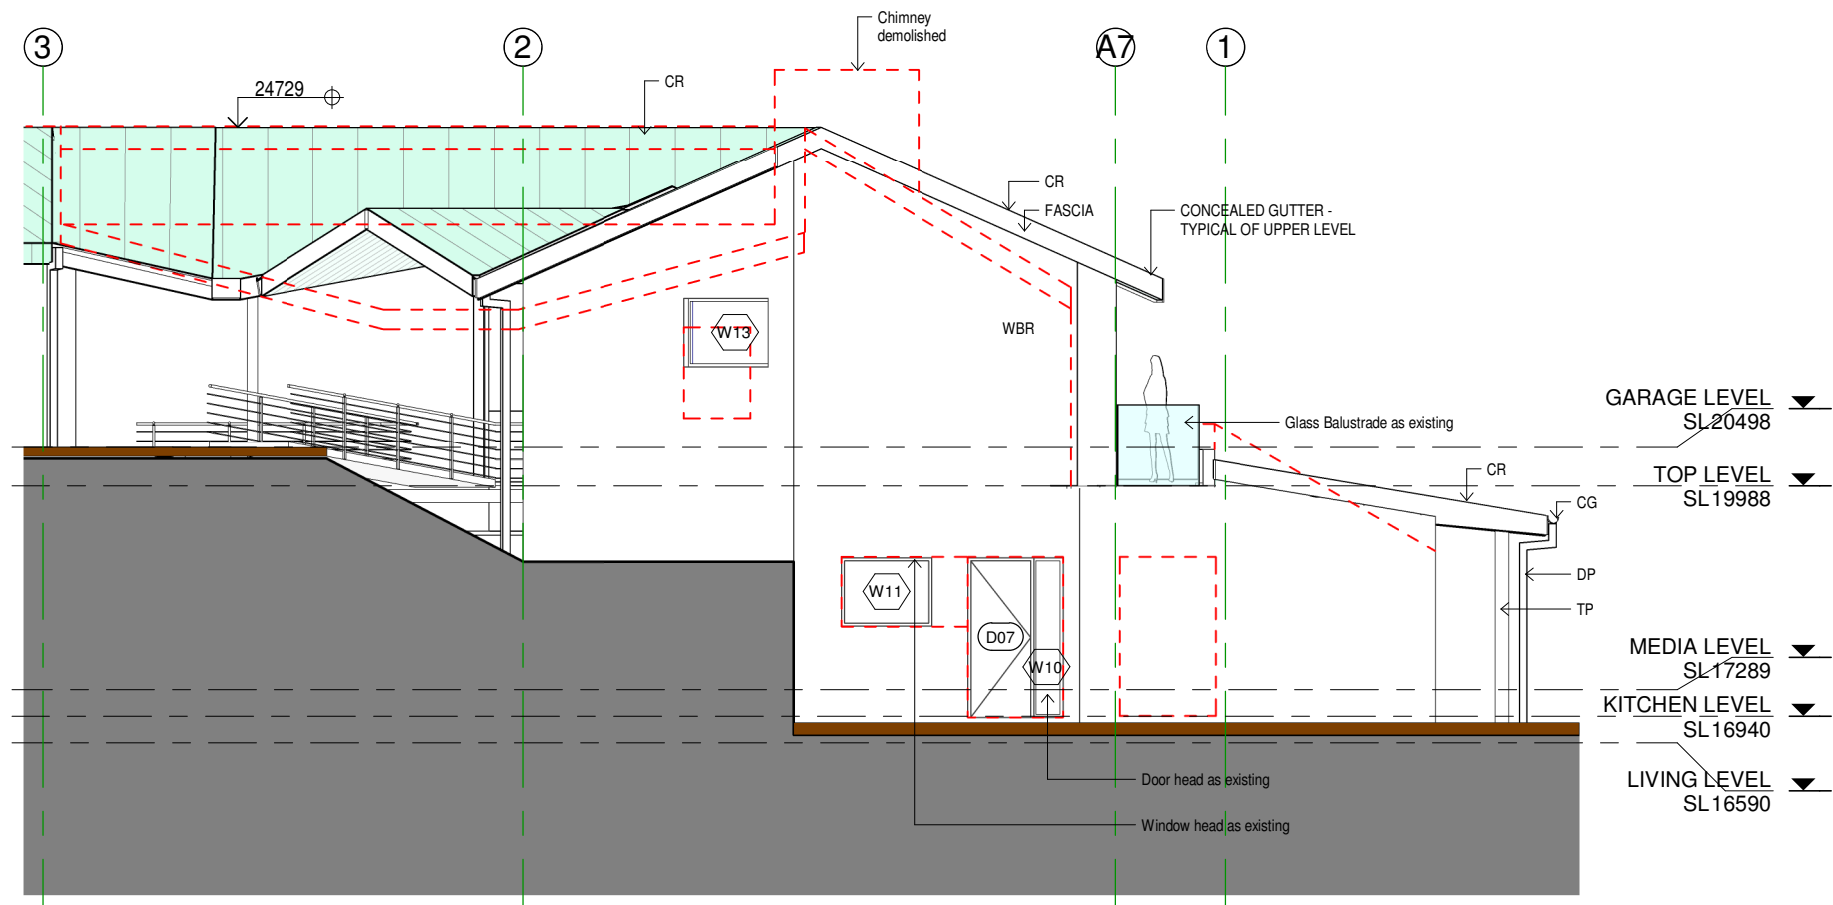 3
2
A7
1
Chimney
demolished
24729
CR
CR
FASCIA
CONCEALED GUTTER -
TYPICAL OF UPPER LEVEL
W13
WBR
GARAGE LEVEL
SL20498
Glass Balustrade as existing
CR
TOP LEVEL
SL19988
CG
W11
DP
TP
D07
W10
MEDIA LEVEL
SL17289
KITCHEN LEVEL
SL16940
Door head as existing
LIVING LEVEL
SL16590
Window head as existing